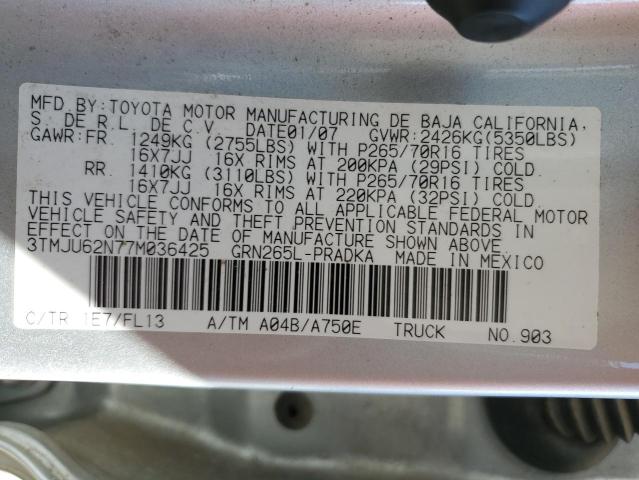 MFD.BY:TOYOTA MOTOR MANUFACTURING DE BAJA CALIFORNIA,
S. DE R.L. DE C.V. DATE01/07 GVWR:2426KG(5350LBS)
GAWR:FR. 1249KG (2755LBS) WITH P265/70R16 TIRES
16X7JJ 16X RIMS AT 200KPA (29PSI) COLD.
RR. 1410KG (3110LBS) WITH P265/70R16 TIRES
16X7JJ 16X RIMS AT 220KPA (32PSI) COLD.
THIS VEHICLE CONFORMS TO ALL APPLICABLE FEDERAL MOTOR
VEHICLE SAFETY AND THEFT PREVENTION STANDARDS IN
EFFECT ON THE DATE OF MANUFACTURE SHOWN ABOVE.
3TMJU62N77M036425 GRN265L-PRADKA MADE IN MEXICO
C/TR 1E7/FL13 A/TM A04B/A750E TRUCK NO.903